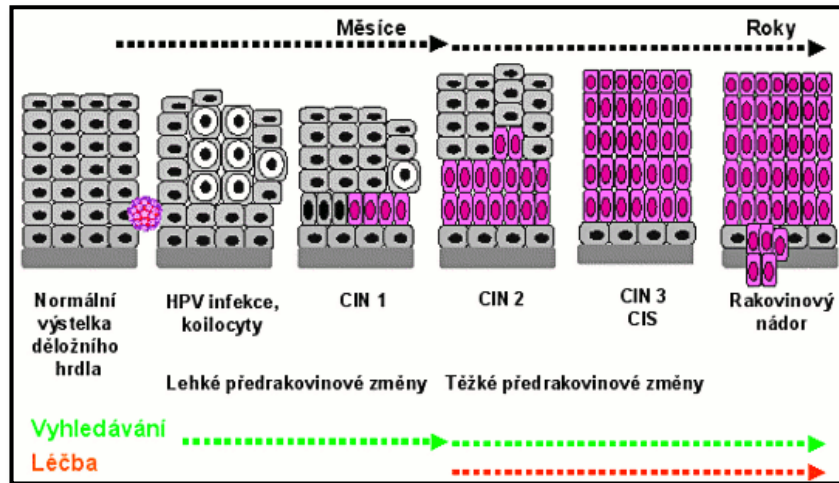 Měsíce
Roky
Normální
výstelka
děložního
hrdla
HPV infekce,
koilocyty
CIN 1
CIN 2
CIN 3
CIS
Rakovinový
nádor
Lehké předrakovinové změny
Těžké předrakovinové změny
Vyhledávání
Léčba